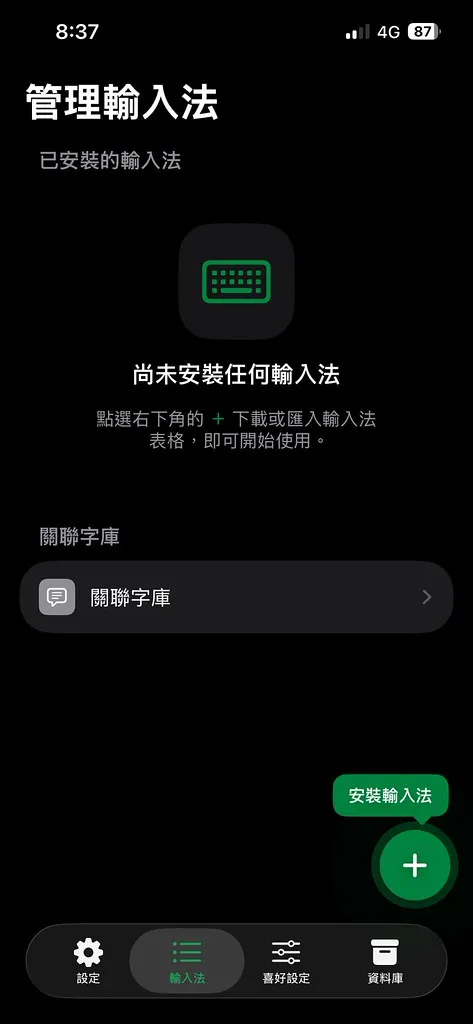 8:37
4G
87
管理輸入法
已安裝的輸入法
尚未安裝任何輸入法
點選右下角的 + 下載或匯入輸入法
表格，即可開始使用。
關聯字庫
關聯字庫
安裝輸入法
設定
輸入法
喜好設定
資料庫